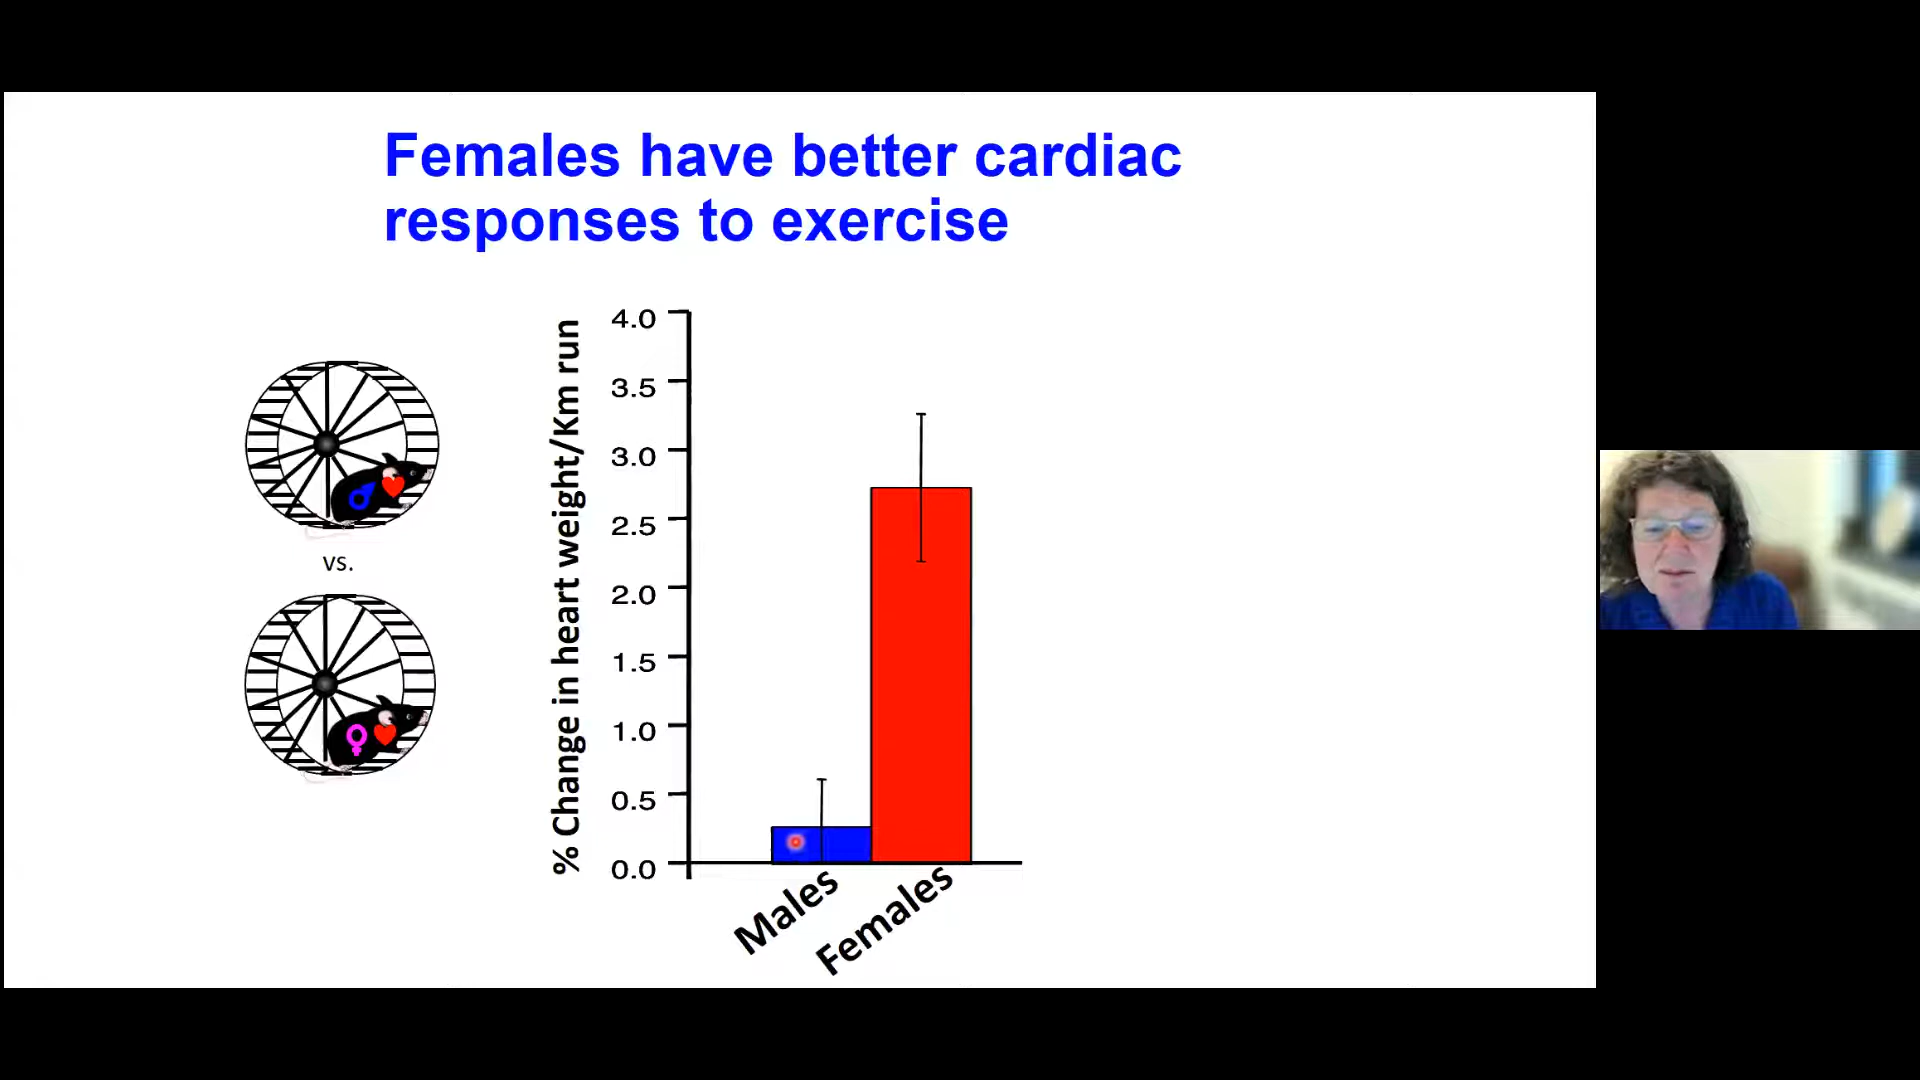 Females have better cardiac
responses to exercise
vs.
% Change in heart weight/Km run
4.0
3.5
3.0
2.5
2.0
1.5
1.0
0.5
0.0
Males
Females